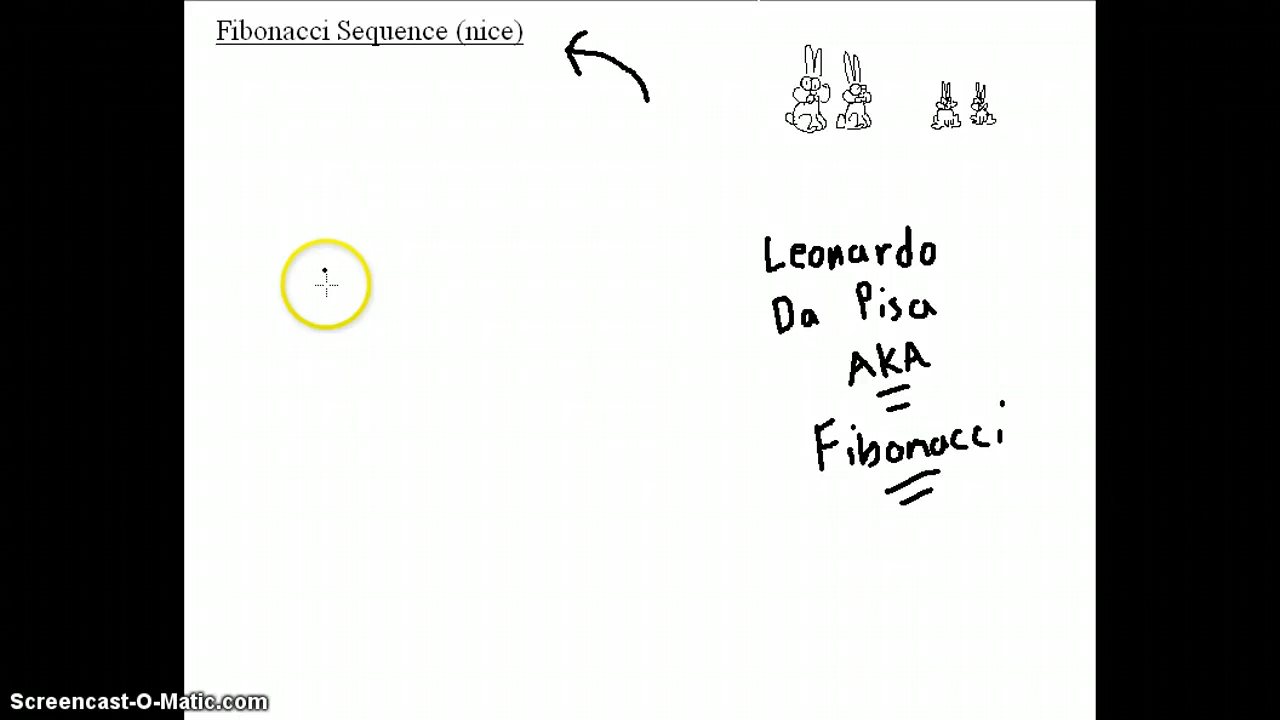 Fibonacci Sequence (nice)
Leonardo
Da Pisa
AKA
Fibonacci
Screencast-O-Matic.com